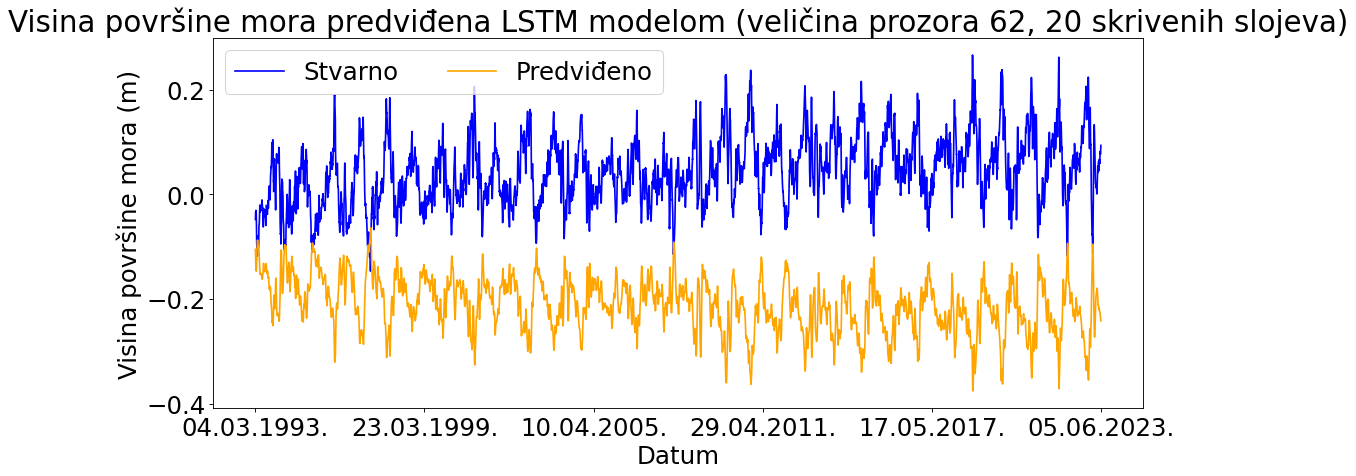 Visina površine mora predviđena LSTM modelom (veličina prozora 62, 20 skrivenih slojeva)
Stvarno Predviđeno
Visina površine mora (m)
0.2
0.0
−0.2
−0.4
04.03.1993. 23.03.1999. 10.04.2005. 29.04.2011. 17.05.2017. 05.06.2023.
Datum